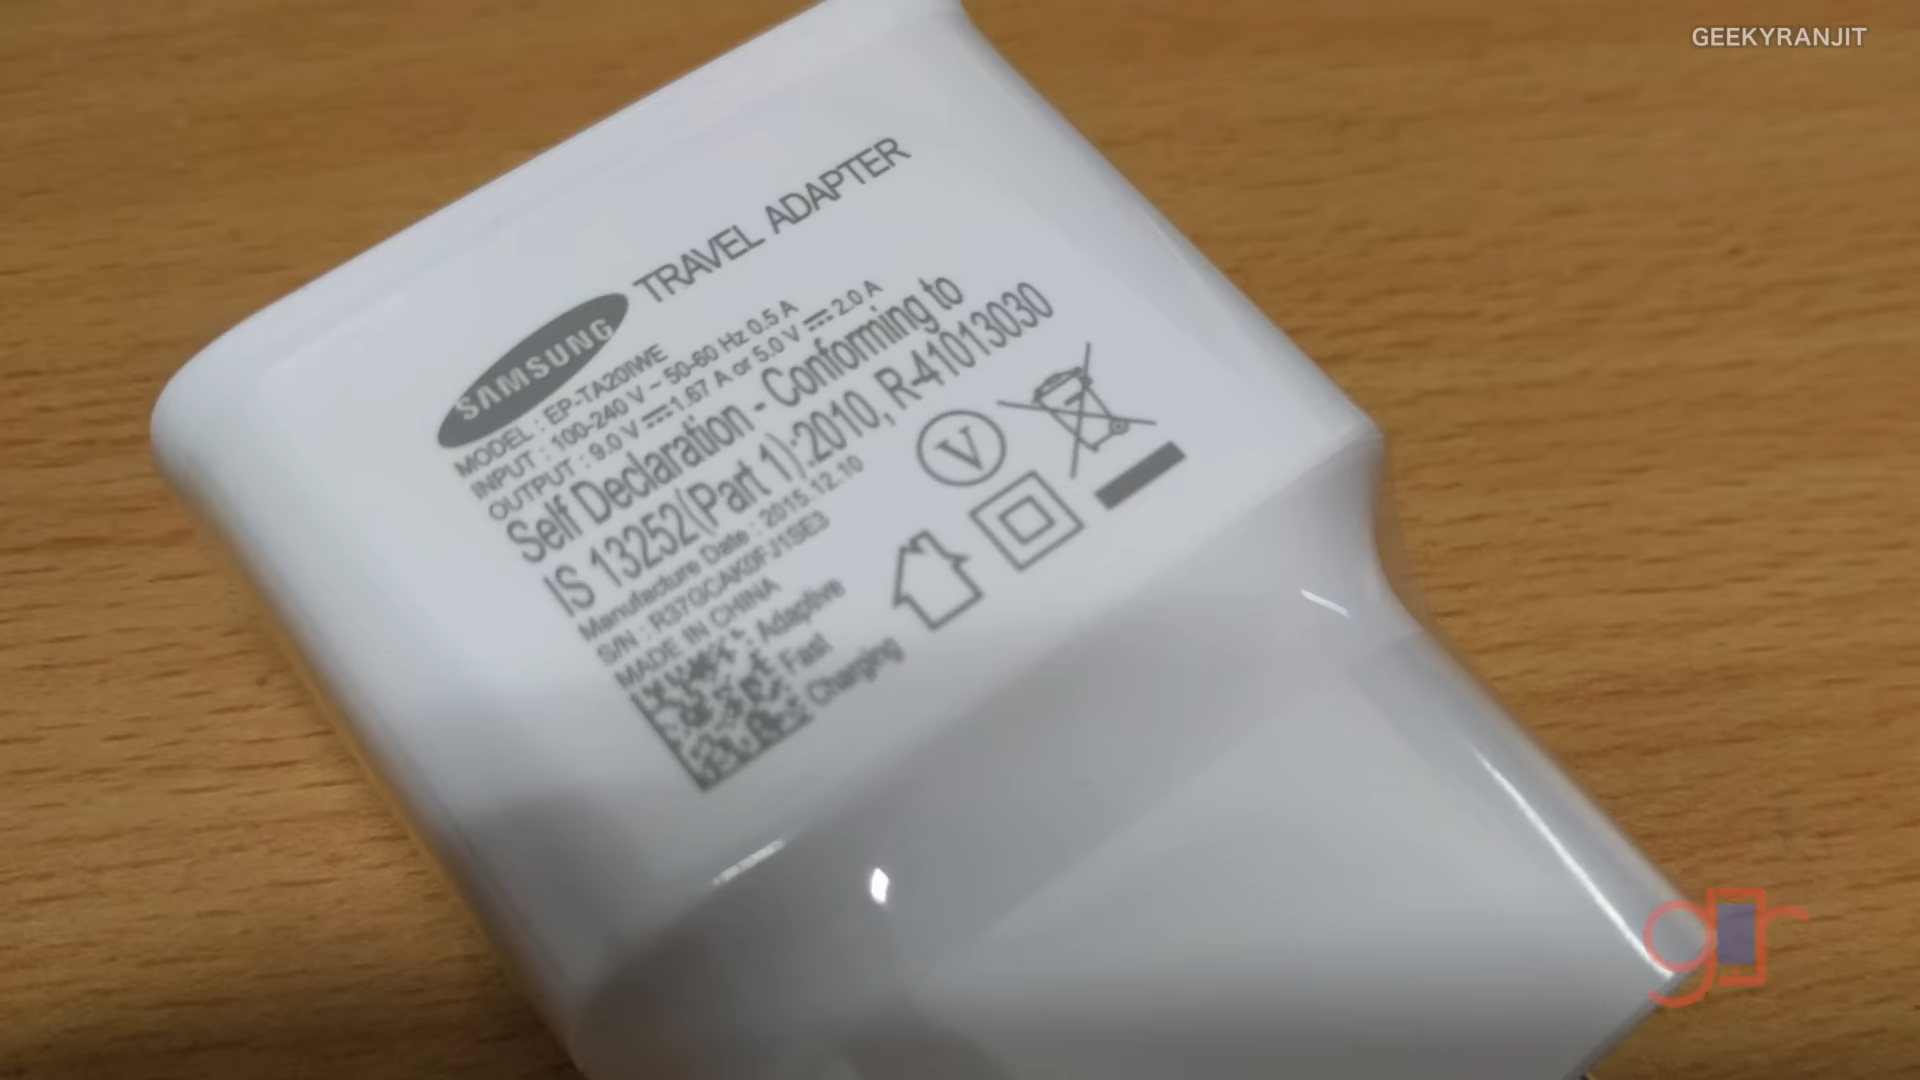 GEEKYRANJIT
SAMSUNG TRAVEL ADAPTER
MODEL : EP-TA20IWE
INPUT : 100-240 V ~ 50-60 Hz 0.5 A
OUTPUT : 9.0 V ⎓ 1.67 A or 5.0 V ⎓ 2.0 A
Self Declaration - Conforming to
IS 13252(Part 1):2010, R-41013030
Manufacture Date : 2015.12.10
S/N : R37GCAK0FJ1SE3
MADE IN CHINA
: Adaptive
Fast
Charging
V
gr